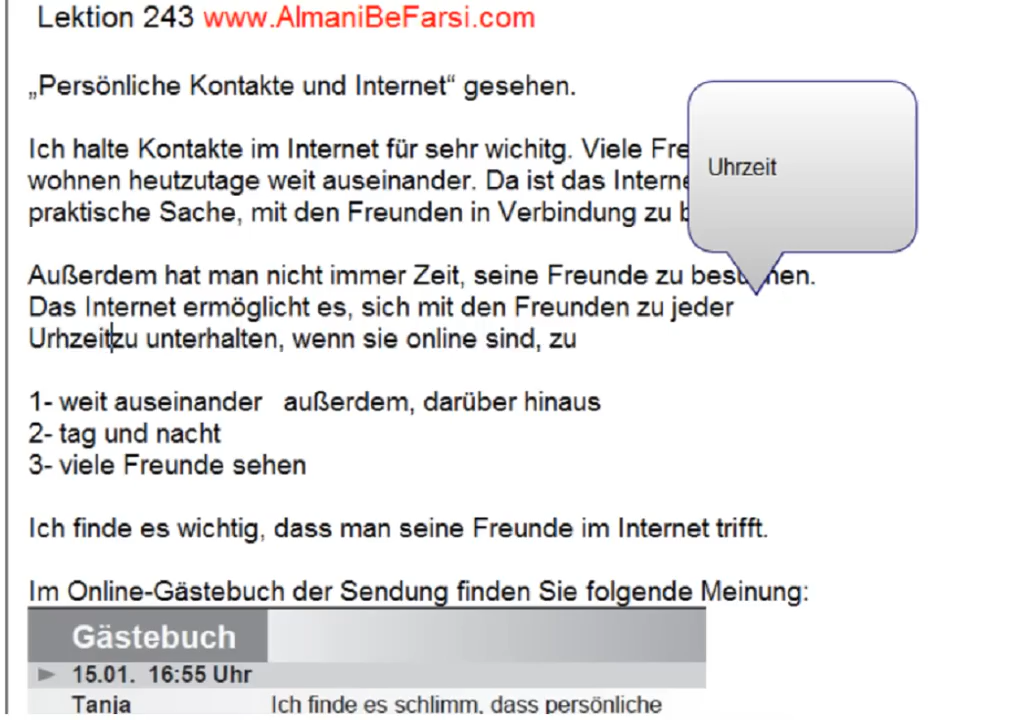 Lektion 243 www.AlmaniBeFarsi.com
„Persönliche Kontakte und Internet“ gesehen.
Ich halte Kontakte im Internet für sehr wichitg. Viele
wohnen heutzutage weit auseinander. Da ist das
praktische Sache, mit den Freunden in Verbindung zu
Uhrzeit
Außerdem hat man nicht immer Zeit, seine Freunde zu
Das Internet ermöglicht es, sich mit den Freunden zu jeder
Urhzeitzu unterhalten, wenn sie online sind, zu
1- weit auseinander außerdem, darüber hinaus
2- tag und nacht
3- viele Freunde sehen
Ich finde es wichtig, dass man seine Freunde im Internet trifft.
Im Online-Gästebuch der Sendung finden Sie folgende Meinung:
Gästebuch
15.01. 16:55 Uhr
Tanja Ich finde es schlimm, dass persönliche